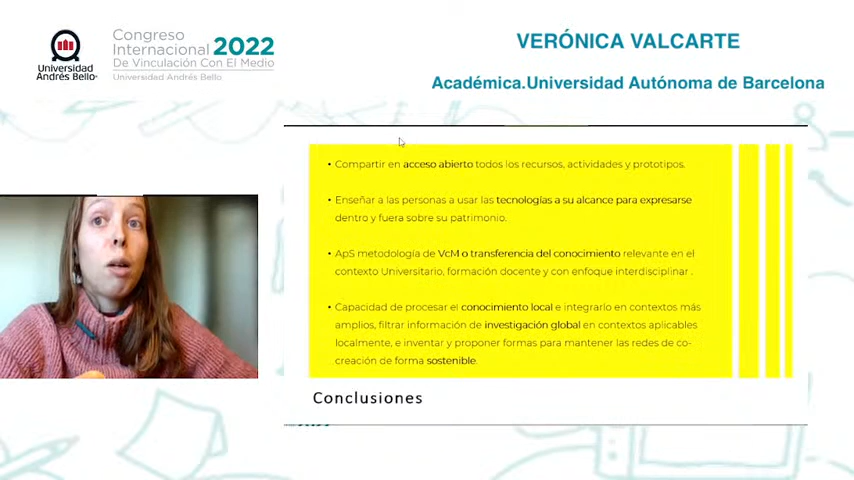 Universidad
Andrés Bello
Congreso
Internacional 2022
De Vinculación Con El Medio
Universidad Andrés Bello
VERÓNICA VALCARTE
Académica.Universidad Autónoma de Barcelona
• Compartir en acceso abierto todos los recursos, actividades y prototipos.
• Enseñar a las personas a usar las tecnologías a su alcance para expresarse
dentro y fuera sobre su patrimonio.
• ApS metodología de VcM o transferencia del conocimiento relevante en el
contexto Universitario, formación docente y con enfoque interdisciplinar .
• Capacidad de procesar el conocimiento local e integrarlo en contextos más
amplios, filtrar información de investigación global en contextos aplicables
localmente, e inventar y proponer formas para mantener las redes de co-
creación de forma sostenible.
Conclusiones